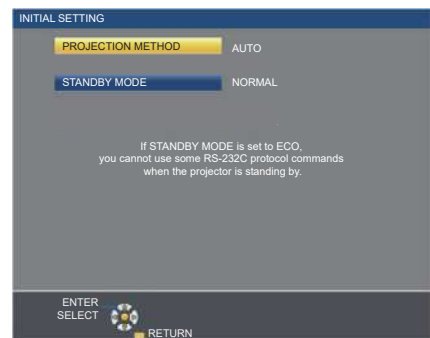 INITIAL SETTING
PROJECTION METHOD AUTO
STANDBY MODE NORMAL
If STANDBY MODE is set to ECO,
you cannot use some RS-232C protocol commands
when the projector is standing by.
ENTER
SELECT
RETURN